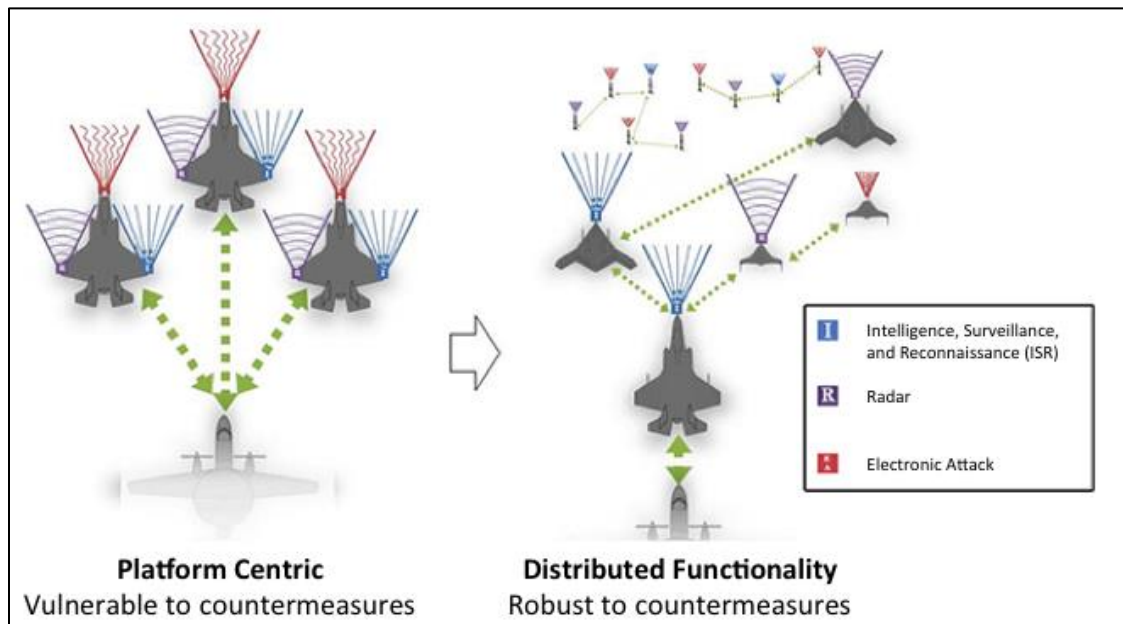 Platform Centric
Vulnerable to countermeasures
Distributed Functionality
Robust to countermeasures
I Intelligence, Surveillance,
and Reconnaissance (ISR)
R Radar
Electronic Attack